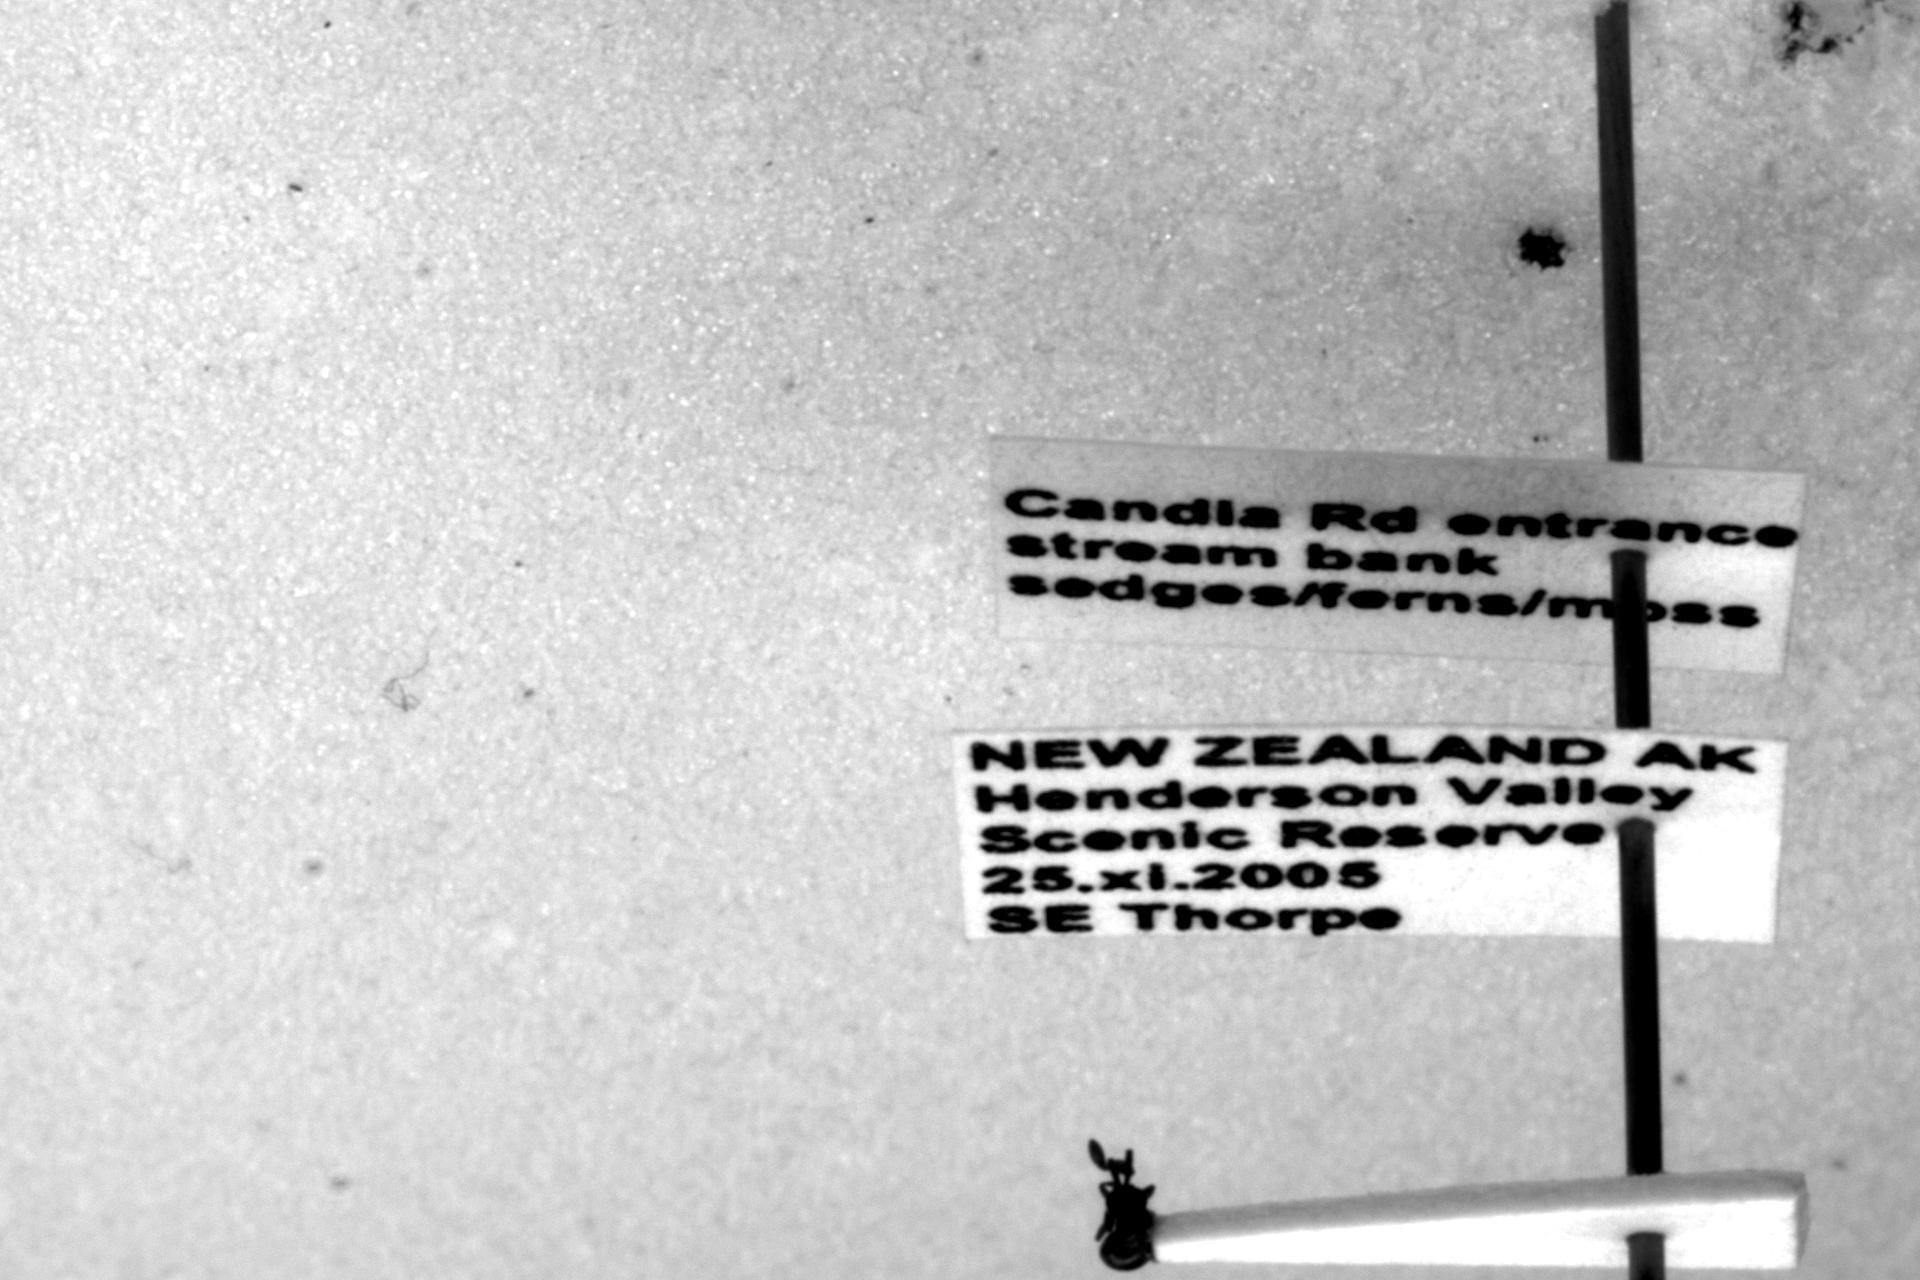 Candia Rd entrance
stream bank
sedges/ferns/moss
NEW ZEALAND AK
Henderson Valley
Scenic Reserve
25.xi.2005
SE Thorpe